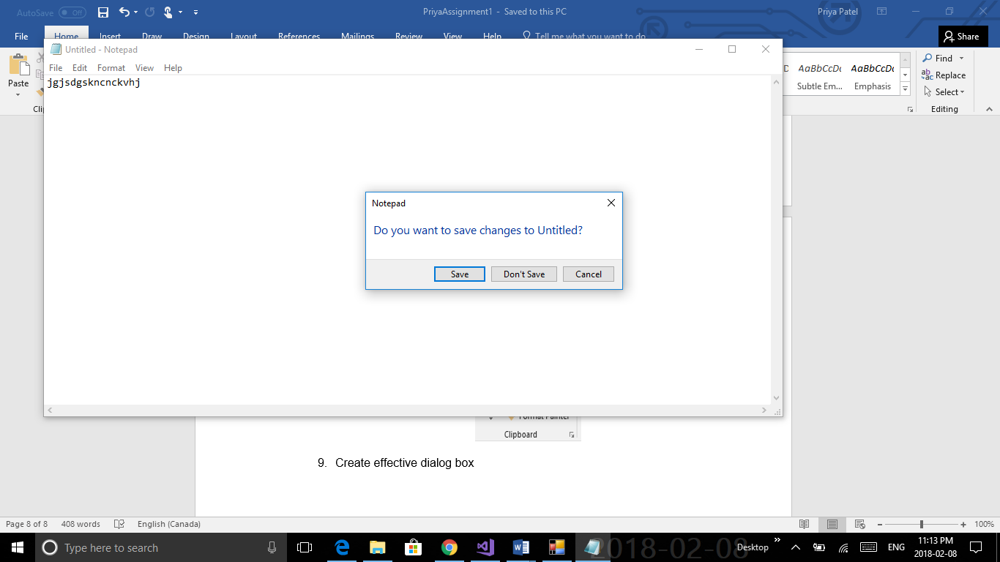 AutoSave Off PriyaAssignment1 - Saved to this PC Priya Patel
File Home Insert Draw Design Layout References Mailings Review View Help Tell me what you want to do Share
Untitled - Notepad
File Edit Format View Help
jgjsdgskncnckvhj
Paste
AaBbCcDc AaBbCcDc
Subtle Em... Emphasis
Find
Replace
Select
Editing
Notepad
Do you want to save changes to Untitled?
Save Don't Save Cancel
Format Painter
Clipboard
9. Create effective dialog box
Page 8 of 8 408 words English (Canada) 100%
Type here to search
2018-02-08
Desktop ENG 11:13 PM
2018-02-08